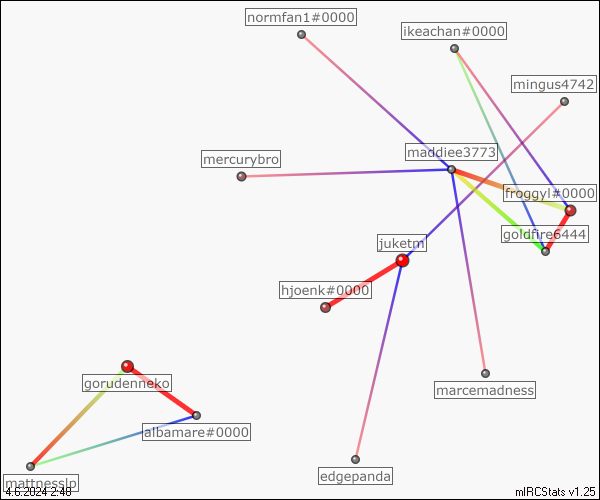 normfan1#0000
ikeachan#0000
mingus4742
maddiee3773
mercurybro
froggyl#0000
goldfire6444
juketm
hjoenk#0000
gorudenneko
marcemadness
albamare#0000
edgepanda
mattnesslp
4.6.2024 2:40
mIRCStats v1.25